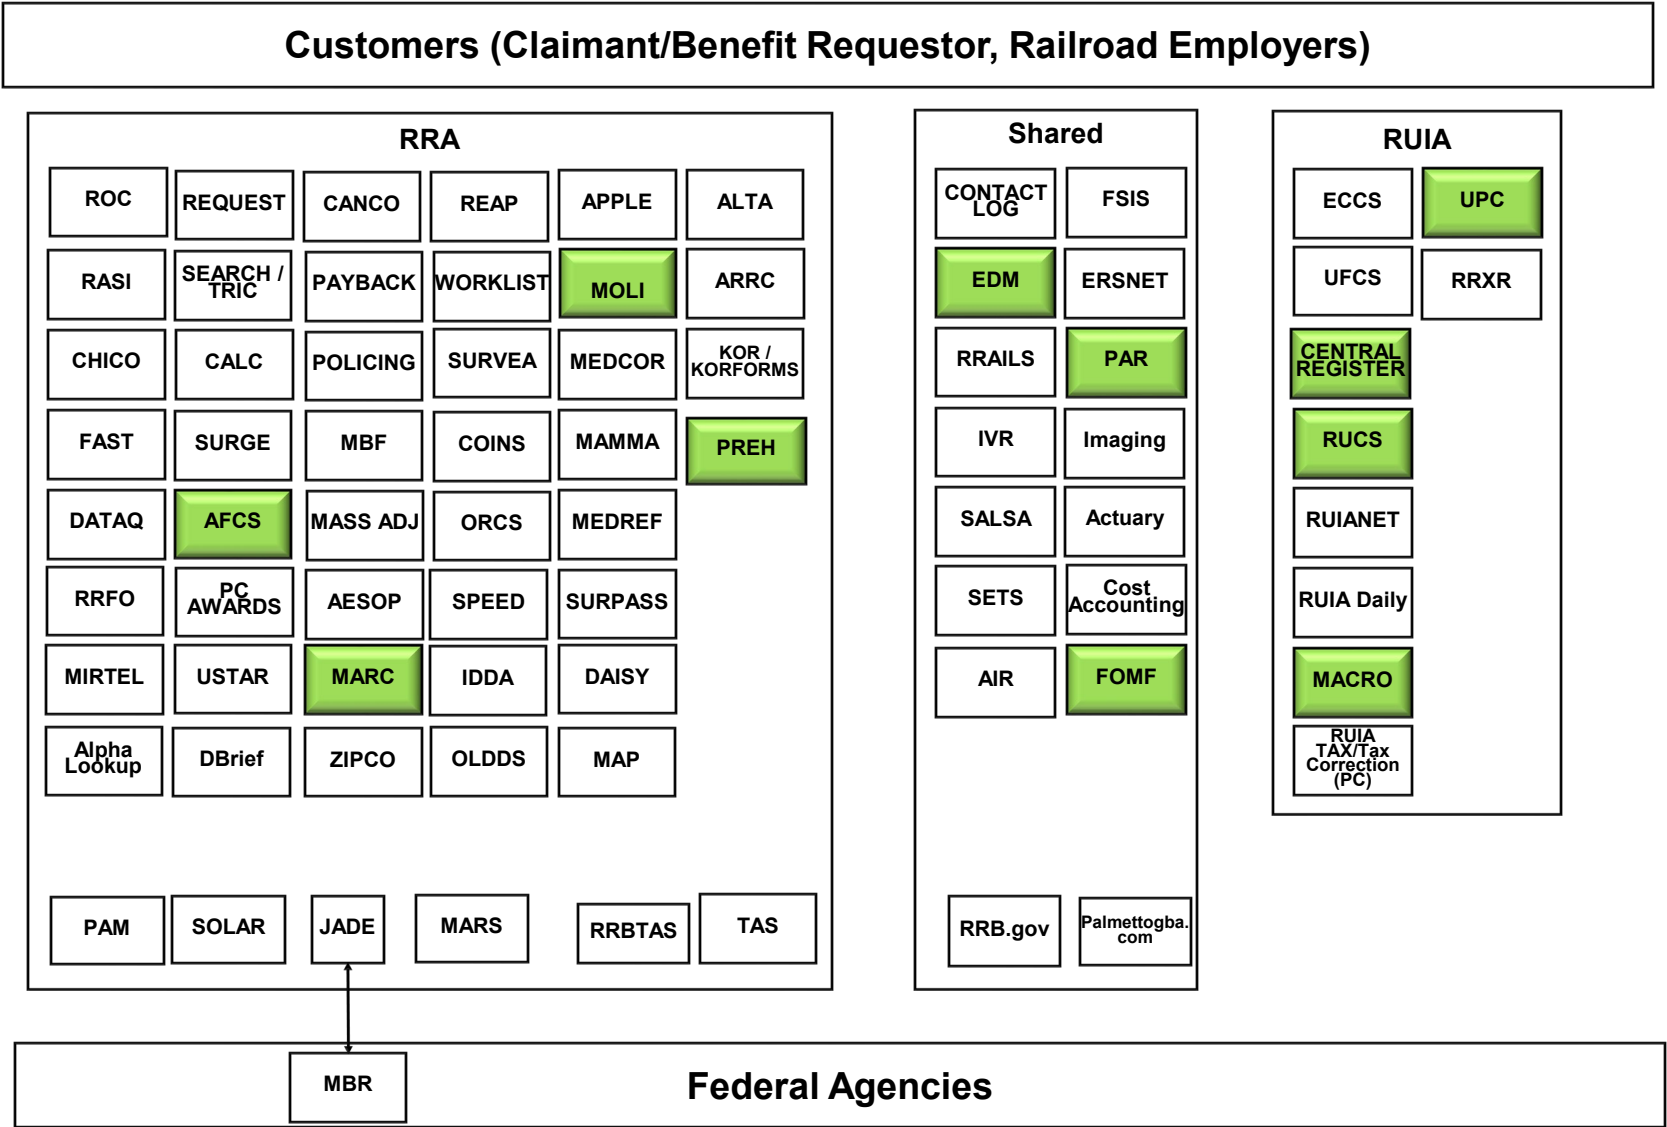 Customers (Claimant/Benefit Requestor, Railroad Employers)
RRA
ROC
REQUEST
CANCO
REAP
APPLE
ALTA
RASI
SEARCH /
TRIC
PAYBACK
WORKLIST
MOLI
ARRC
CHICO
CALC
POLICING
SURVEA
MEDCOR
KOR /
KORFORMS
FAST
SURGE
MBF
COINS
MAMMA
PREH
DATAQ
AFCS
MASS ADJ
ORCS
MEDREF
RRFO
PC
AWARDS
AESOP
SPEED
SURPASS
MIRTEL
USTAR
MARC
IDDA
DAISY
Alpha
Lookup
DBrief
ZIPCO
OLDDS
MAP
PAM
SOLAR
JADE
MARS
RRBTAS
TAS
Shared
CONTACT
LOG
FSIS
EDM
ERSNET
RRAILS
PAR
IVR
Imaging
SALSA
Actuary
SETS
Cost
Accounting
AIR
FOMF
RRB.gov
Palmettogba.
com
RUIA
ECCS
UPC
UFCS
RRXR
CENTRAL
REGISTER
RUCS
RUIANET
RUIA Daily
MACRO
RUIA
TAX/Tax
Correction
(PC)
MBR
Federal Agencies